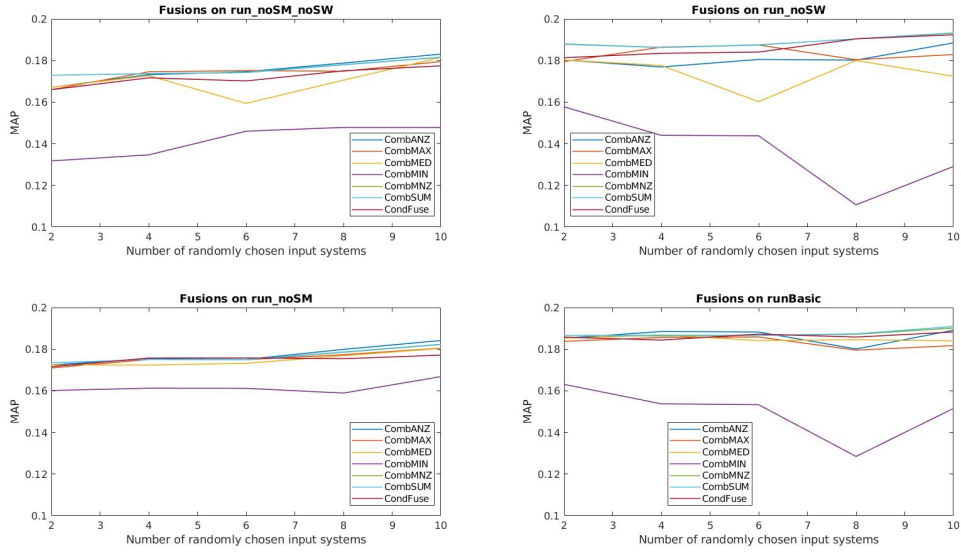 Fusions on run_noSM_noSW
0.2
0.18
0.16
0.14
0.12
0.1
MAP
2
3
4
5
6
7
8
9
10
Number of randomly chosen input systems
CombANZ
CombMAX
CombMED
CombMIN
CombMNZ
CombSUM
CondFuse
Fusions on run_noSW
0.2
0.18
0.16
0.14
0.12
0.1
MAP
2
3
4
5
6
7
8
9
10
Number of randomly chosen input systems
CombANZ
CombMAX
CombMED
CombMIN
CombMNZ
CombSUM
CondFuse
Fusions on run_noSM
0.2
0.18
0.16
0.14
0.12
0.1
MAP
2
3
4
5
6
7
8
9
10
Number of randomly chosen input systems
CombANZ
CombMAX
CombMED
CombMIN
CombMNZ
CombSUM
CondFuse
Fusions on runBasic
0.2
0.18
0.16
0.14
0.12
0.1
MAP
2
3
4
5
6
7
8
9
10
Number of randomly chosen input systems
CombANZ
CombMAX
CombMED
CombMIN
CombMNZ
CombSUM
CondFuse